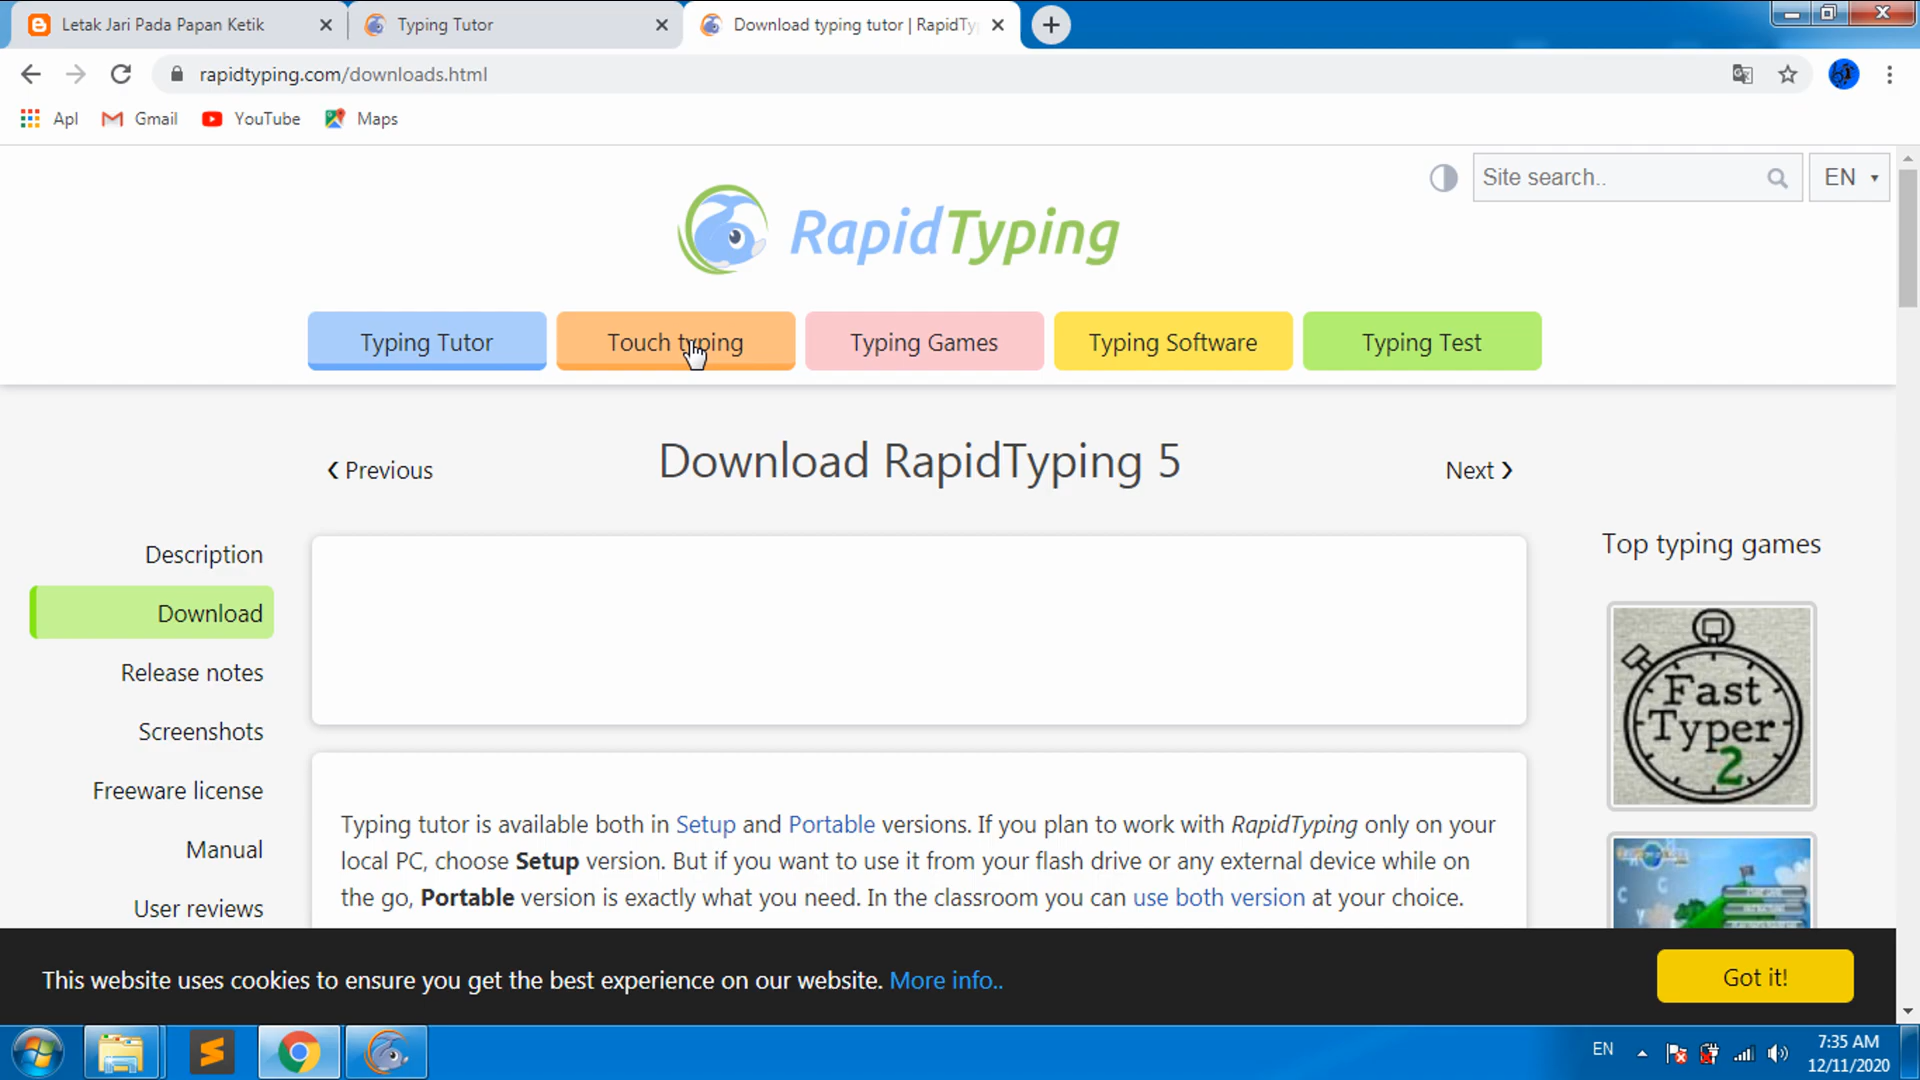 Letak Jari Pada Papan Ketik
Typing Tutor
Download typing tutor | RapidTy
rapidtyping.com/downloads.html
Apl
Gmail
YouTube
Maps
Site search..
EN
RapidTyping
Typing Tutor
Touch typing
Typing Games
Typing Software
Typing Test
Previous
Download RapidTyping 5
Next
Description
Download
Release notes
Screenshots
Freeware license
Manual
User reviews
Top typing games
Fast
Typer
2
Typing tutor is available both in Setup and Portable versions. If you plan to work with RapidTyping only on your
local PC, choose Setup version. But if you want to use it from your flash drive or any external device while on
the go, Portable version is exactly what you need. In the classroom you can use both version at your choice.
This website uses cookies to ensure you get the best experience on our website. More info..
Got it!
EN
7:35 AM
12/11/2020